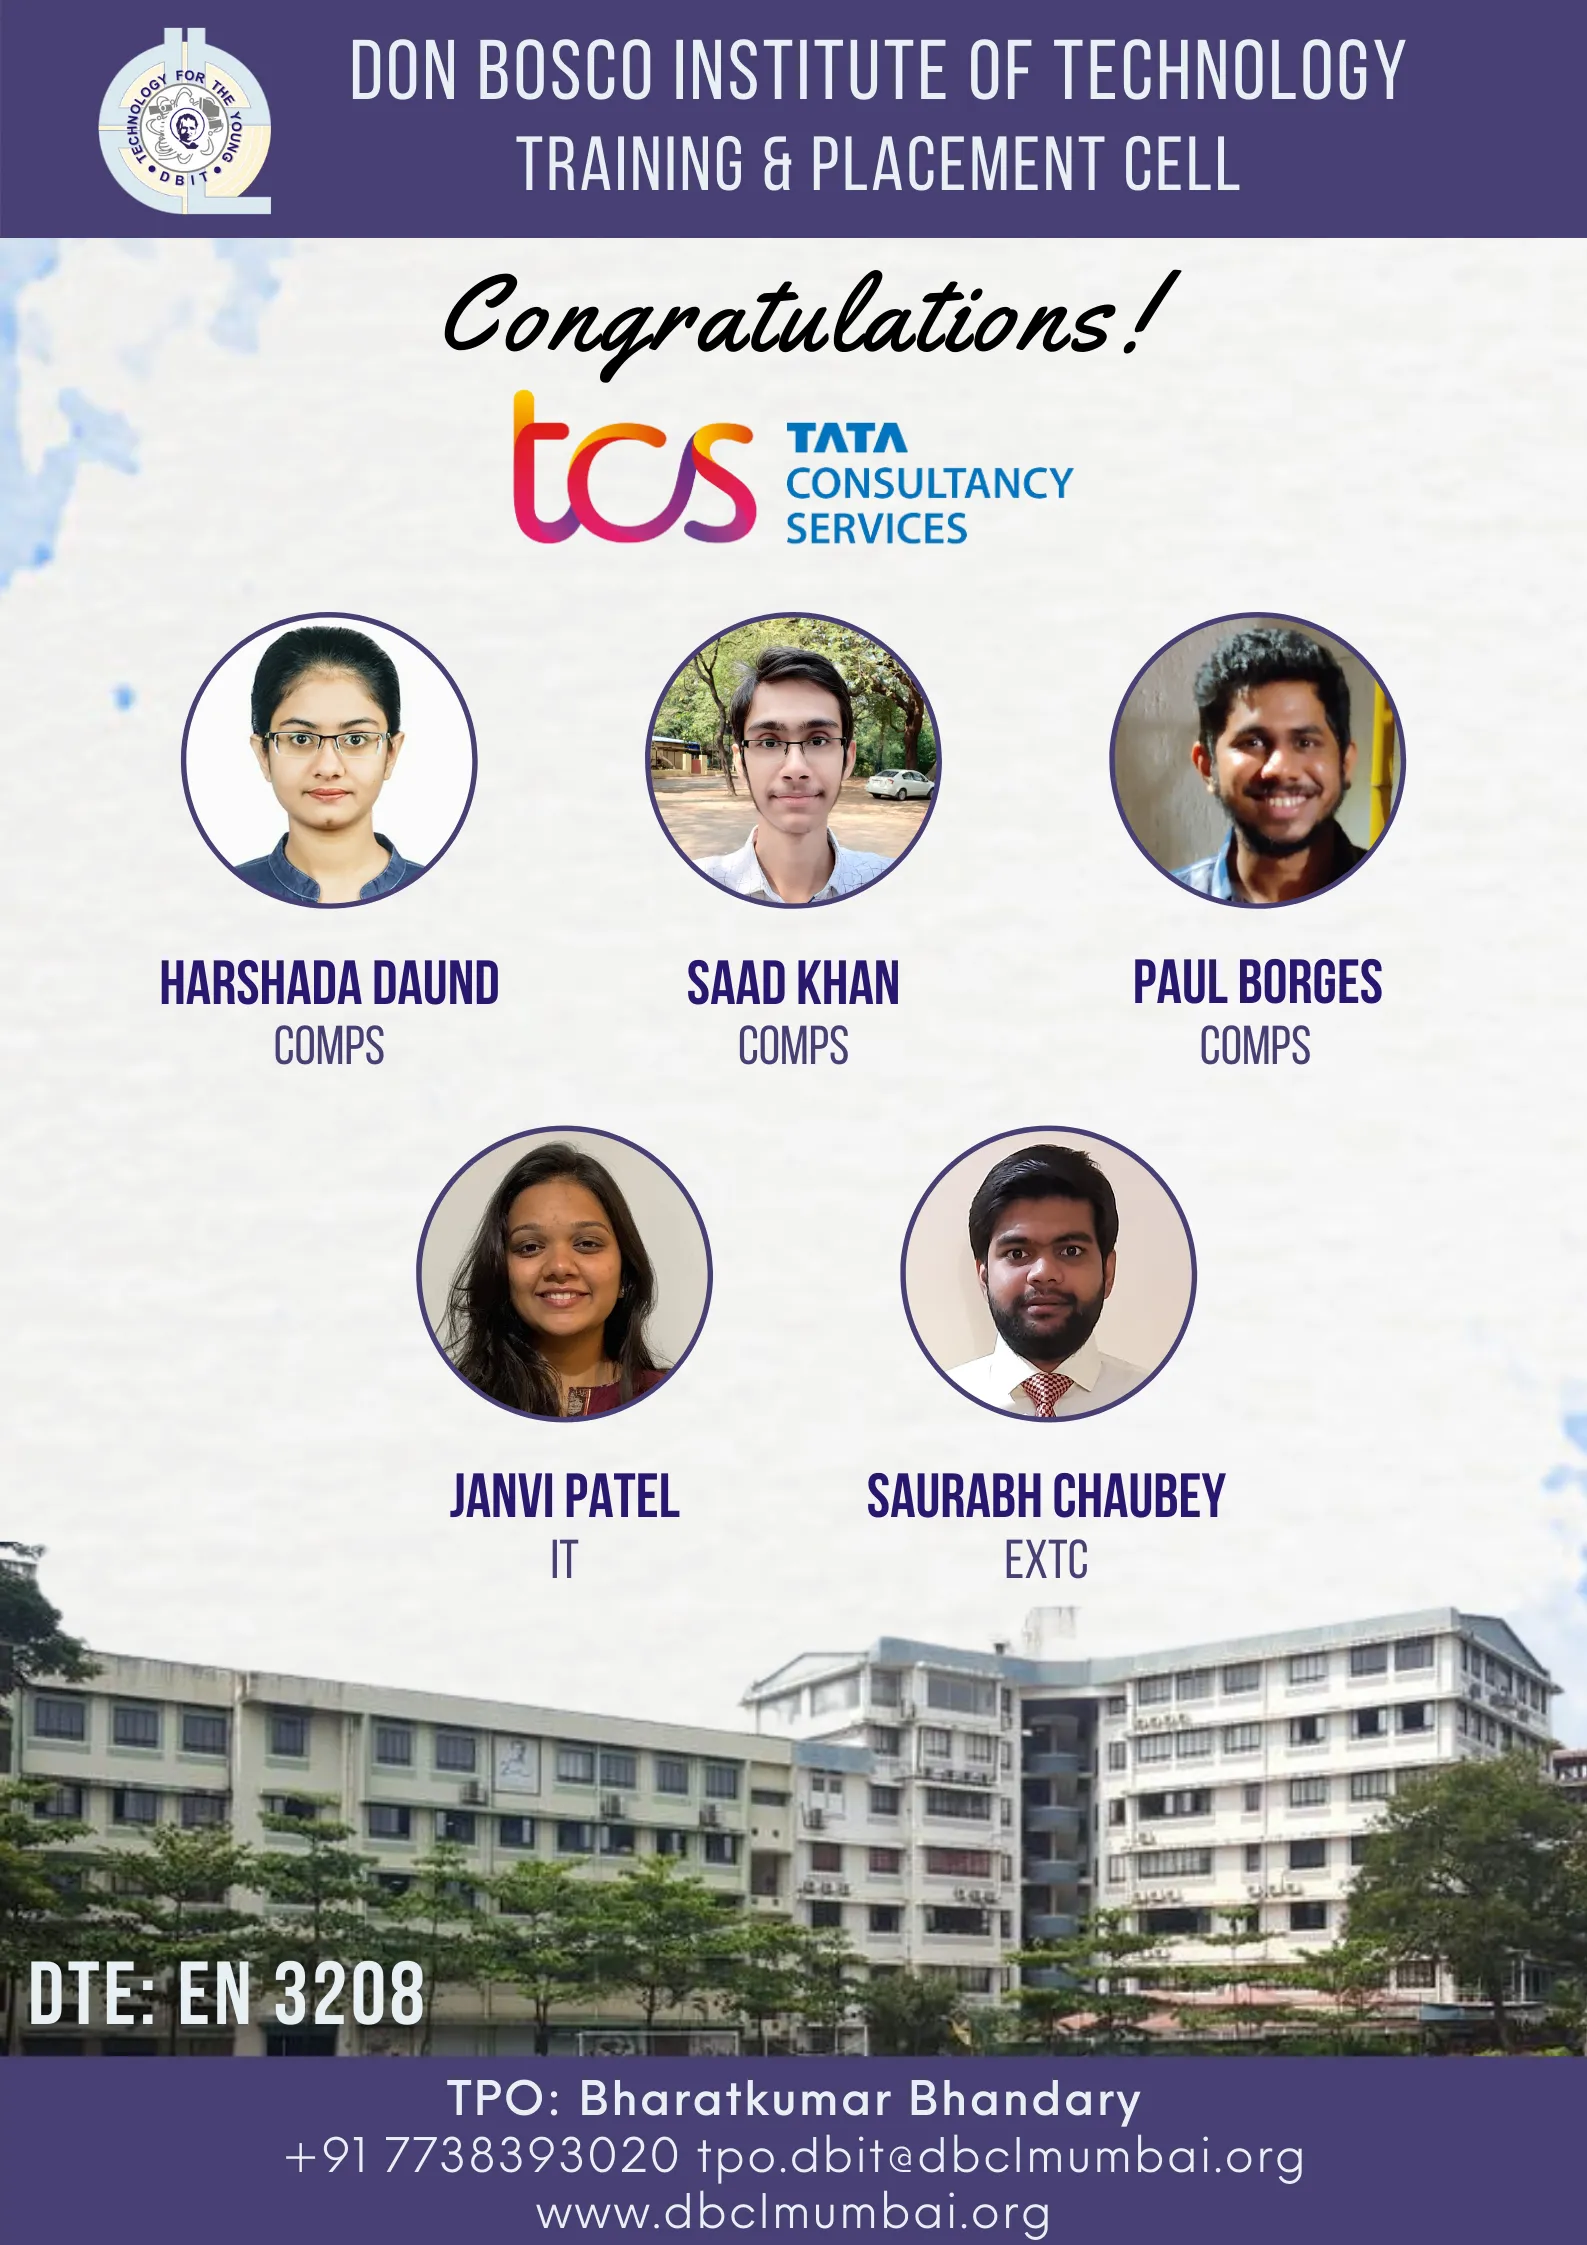 DON BOSCO INSTITUTE OF TECHNOLOGY
TRAINING & PLACEMENT CELL
TECHNOLOGY FOR THE YOUNG
• DBIT •
Congratulations!
tcs
TATA
CONSULTANCY
SERVICES
HARSHADA DAUND
COMPS
SAAD KHAN
COMPS
PAUL BORGES
COMPS
JANVI PATEL
IT
SAURABH CHAUBEY
EXTC
DTE: EN 3208
TPO: Bharatkumar Bhandary
+91 7738393020 tpo.dbit@dbclmumbai.org
www.dbclmumbai.org